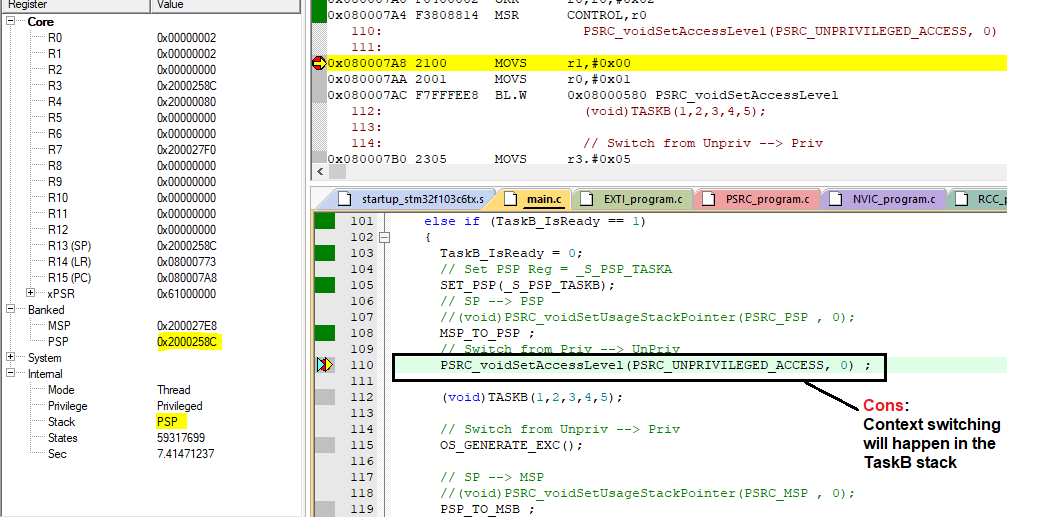 Register Value
Core
R0 0x00000002
R1 0x00000002
R2 0x00000000
R3 0x2000258C
R4 0x20000080
R5 0x00000000
R6 0x00000000
R7 0x200027F0
R8 0x00000000
R9 0x00000000
R10 0x00000000
R11 0x00000000
R12 0x00000000
R13 (SP) 0x2000258C
R14 (LR) 0x08000773
R15 (PC) 0x080007A8
xPSR 0x61000000
Banked
MSP 0x200027E8
PSP 0x2000258C
System
Internal
Mode Thread
Privilege Privileged
Stack PSP
States 59317699
Sec 7.41471237
0x080007A4 F3808814 MSR CONTROL,r0
110: PSRC_voidSetAccessLevel(PSRC_UNPRIVILEGED_ACCESS, 0)
111:
0x080007A8 2100 MOVS r1,#0x00
0x080007AA 2001 MOVS r0,#0x01
0x080007AC F7FFFEE8 BL.W 0x08000580 PSRC_voidSetAccessLevel
112: (void)TASKB(1,2,3,4,5);
113:
114: // Switch from Unpriv --> Priv
0x080007B0 2305 MOVS r3,#0x05
startup_stm32f103c6tx.s main.c EXTI_program.c PSRC_program.c NVIC_program.c RCC_p
101 else if (TaskB_IsReady == 1)
102 {
103 TaskB_IsReady = 0;
104 // Set PSP Reg = _S_PSP_TASKA
105 SET_PSP(_S_PSP_TASKB);
106 // SP --> PSP
107 //(void)PSRC_voidSetUsageStackPointer(PSRC_PSP , 0);
108 MSP_TO_PSP ;
109 // Switch from Priv --> UnPriv
110 PSRC_voidSetAccessLevel(PSRC_UNPRIVILEGED_ACCESS, 0) ;
111
112 (void)TASKB(1,2,3,4,5);
113
114 // Switch from Unpriv --> Priv
115 OS_GENERATE_EXC();
116
117 // SP --> MSP
118 //(void)PSRC_voidSetUsageStackPointer(PSRC_MSP , 0);
119 PSP_TO_MSB ;
Cons:
Context switching
will happen in the
TaskB stack